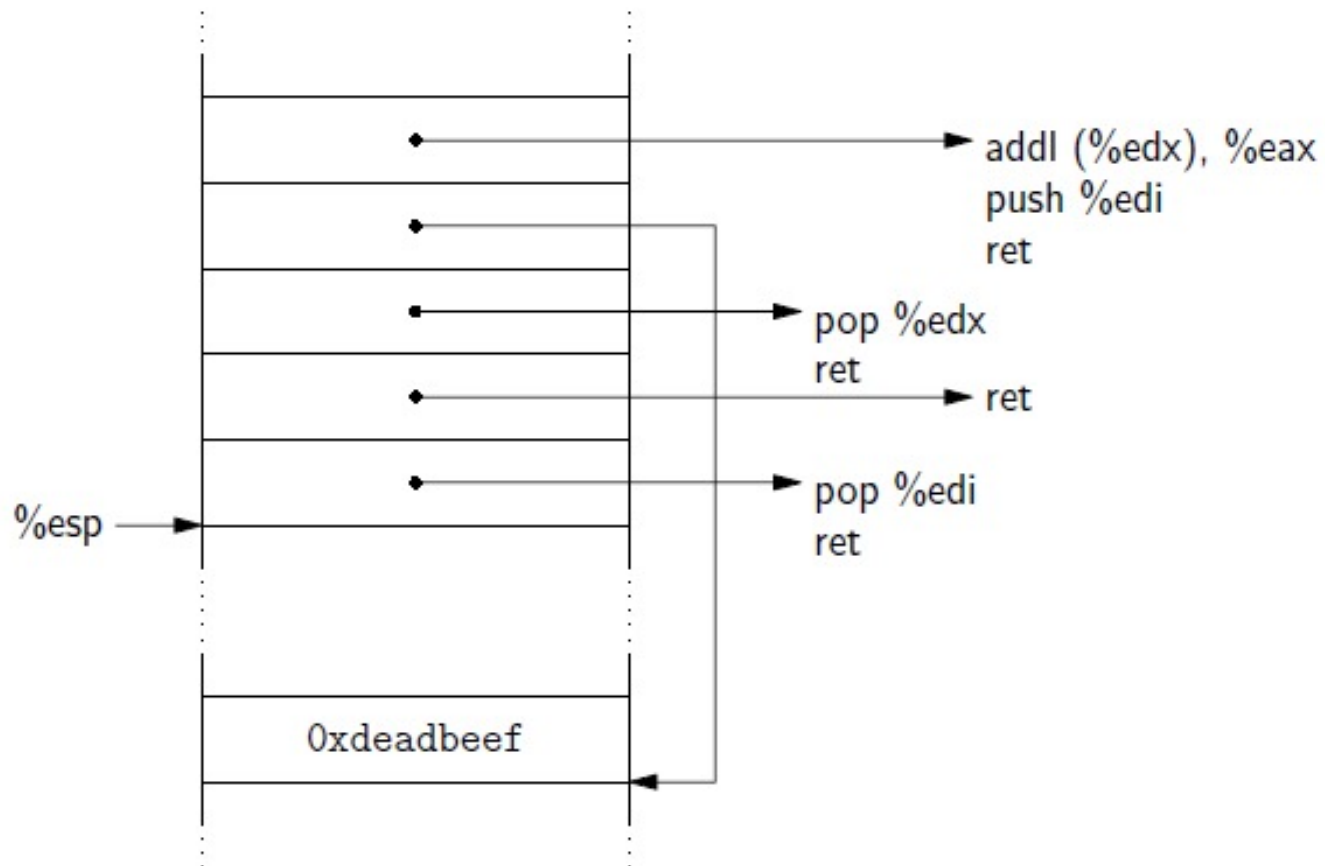 addl (%edx), %eax
push %edi
ret
pop %edx
ret
ret
pop %edi
ret
%esp
0xdeadbeef